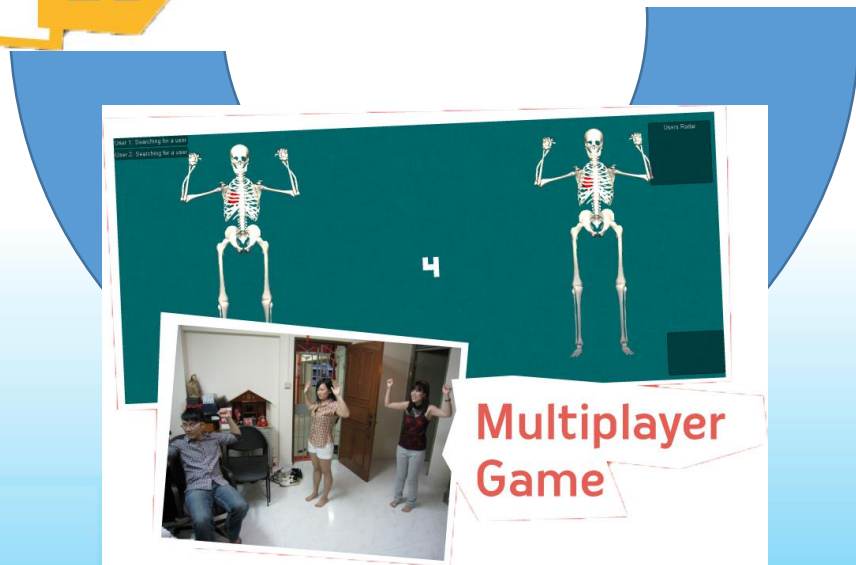 User 1: Searching for a user
User 2: Searching for a user
Users Radar
4
Multiplayer
Game